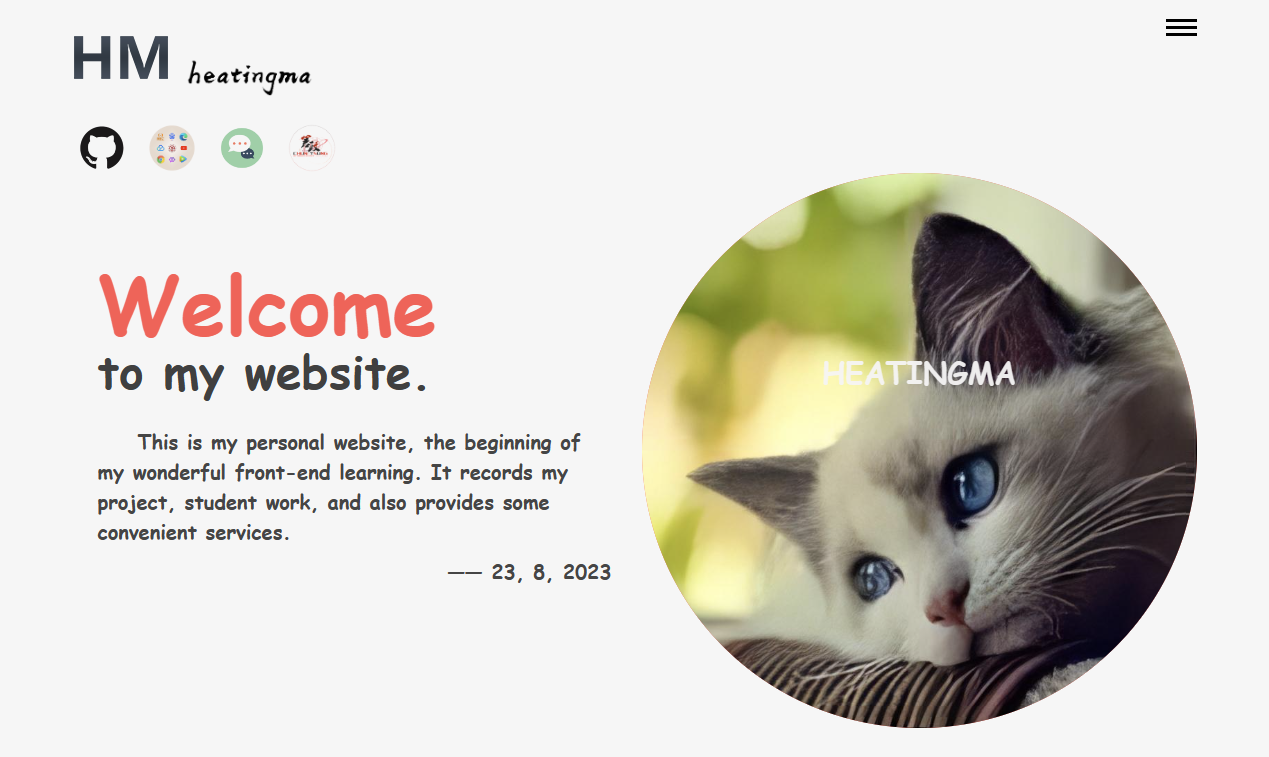 HM heatingma
Welcome
to my website.
This is my personal website, the beginning of
my wonderful front-end learning. It records my
project, student work, and also provides some
convenient services.
—— 23, 8, 2023
HEATINGMA